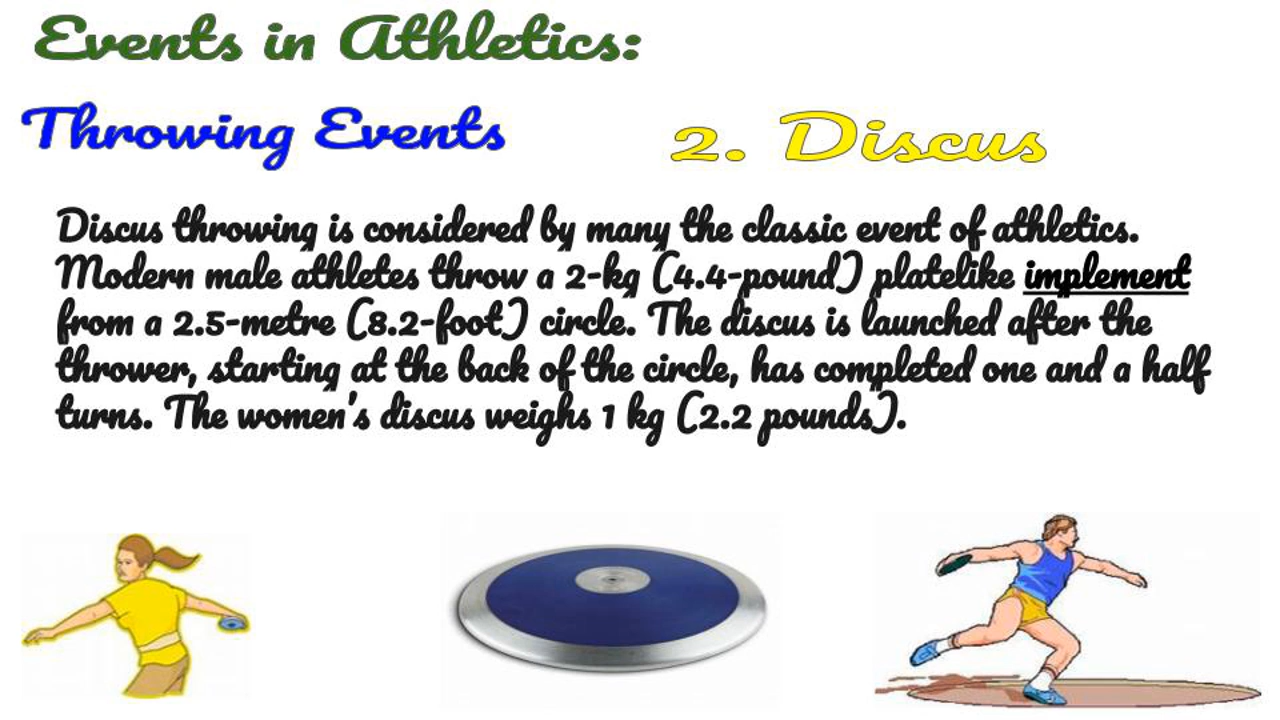 Events in Athletics:
Throwing Events
2. Discus
Discus throwing is considered by many the classic event of athletics.
Modern male athletes throw a 2-kg (4.4-pound) platelike implement
from a 2.5-metre (8.2-foot) circle. The discus is launched after the
thrower, starting at the back of the circle, has completed one and a half
turns. The women's discus weighs 1 kg (2.2 pounds).